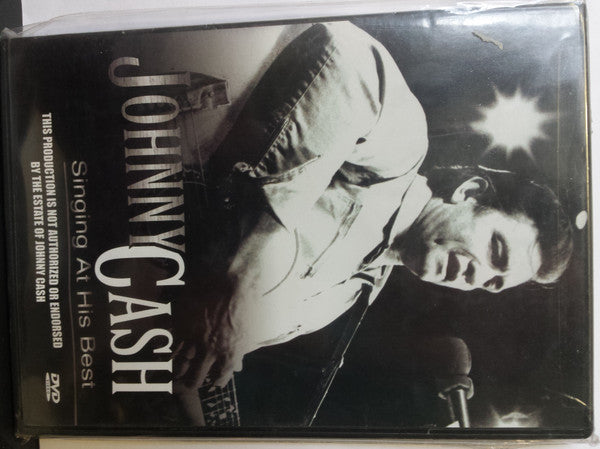 JOHNNY CASH
Singing At His Best
THIS PRODUCTION IS NOT AUTHORIZED OR ENDORSED
BY THE ESTATE OF JOHNNY CASH
DVD